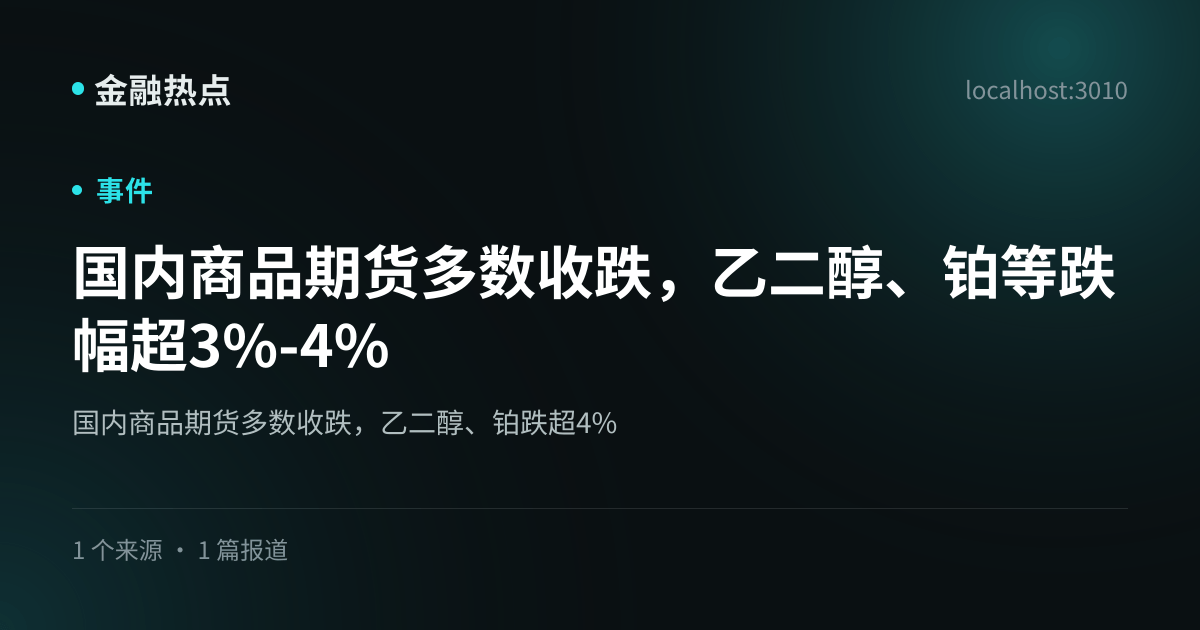 金融热点
localhost:3010
事件
国内商品期货多数收跌，乙二醇、铂等跌
幅超3%-4%
国内商品期货多数收跌，乙二醇、铂跌超4%
1 个来源 · 1 篇报道